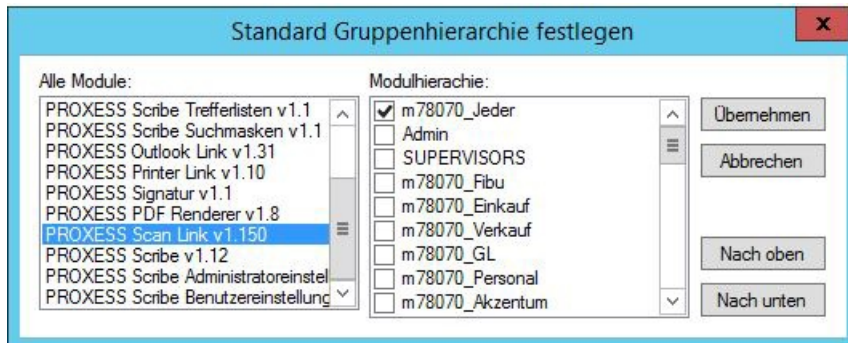 Standard Gruppenhierarchie festlegen
x
Alle Module:
PROXESS Scribe Trefferlisten v1.1
PROXESS Scribe Suchmasken v1.1
PROXESS Outlook Link v1.31
PROXESS Printer Link v1.10
PROXESS Signatur v1.1
PROXESS PDF Renderer v1.8
PROXESS Scan Link v1.150
PROXESS Scribe v1.12
PROXESS Scribe Administratoreinstel
PROXESS Scribe Benutzereinstellung
Modulhierachie:
m78070_Jeder
Admin
SUPERVISORS
m78070_Fibu
m78070_Einkauf
m78070_Verkauf
m78070_GL
m78070_Personal
m78070_Akzentum
Übernehmen
Abbrechen
Nach oben
Nach unten